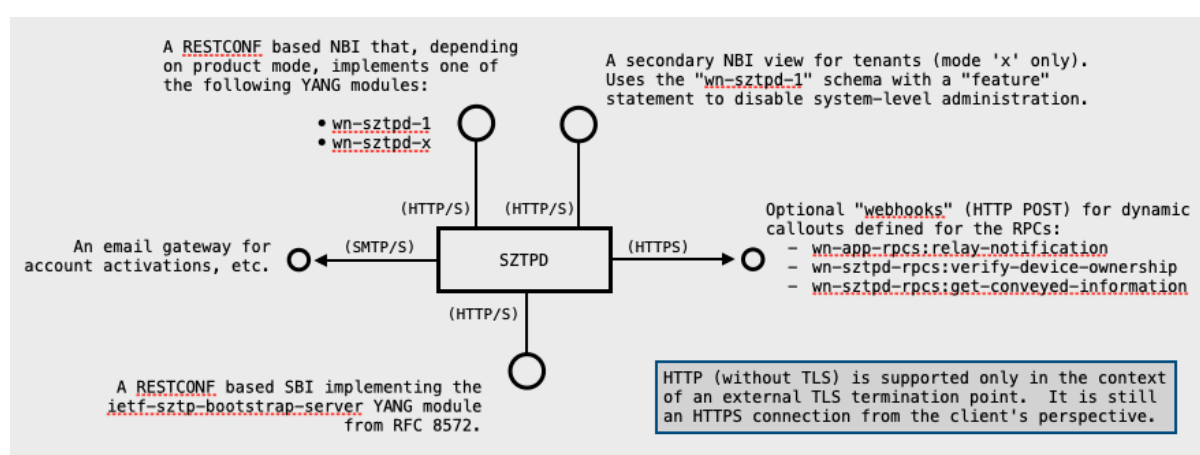 A RESTCONF based NBI that, depending
on product mode, implements one of
the following YANG modules:
• wn-sztpd-1
• wn-sztpd-x
A secondary NBI view for tenants (mode 'x' only).
Uses the "wn-sztpd-1" schema with a "feature"
statement to disable system-level administration.
(HTTP/S)
(HTTP/S)
An email gateway for
account activations, etc.
(SMTP/S)
SZTPD
(HTTPS)
Optional "webhooks" (HTTP POST) for dynamic
callouts defined for the RPCs:
– wn-app-rpcs:relay-notification
– wn-sztpd-rpcs:verify-device-ownership
– wn-sztpd-rpcs:get-conveyed-information
(HTTP/S)
A RESTCONF based SBI implementing the
ietf-sztp-bootstrap-server YANG module
from RFC 8572.
HTTP (without TLS) is supported only in the context
of an external TLS termination point.  It is still
an HTTPS connection from the client's perspective.